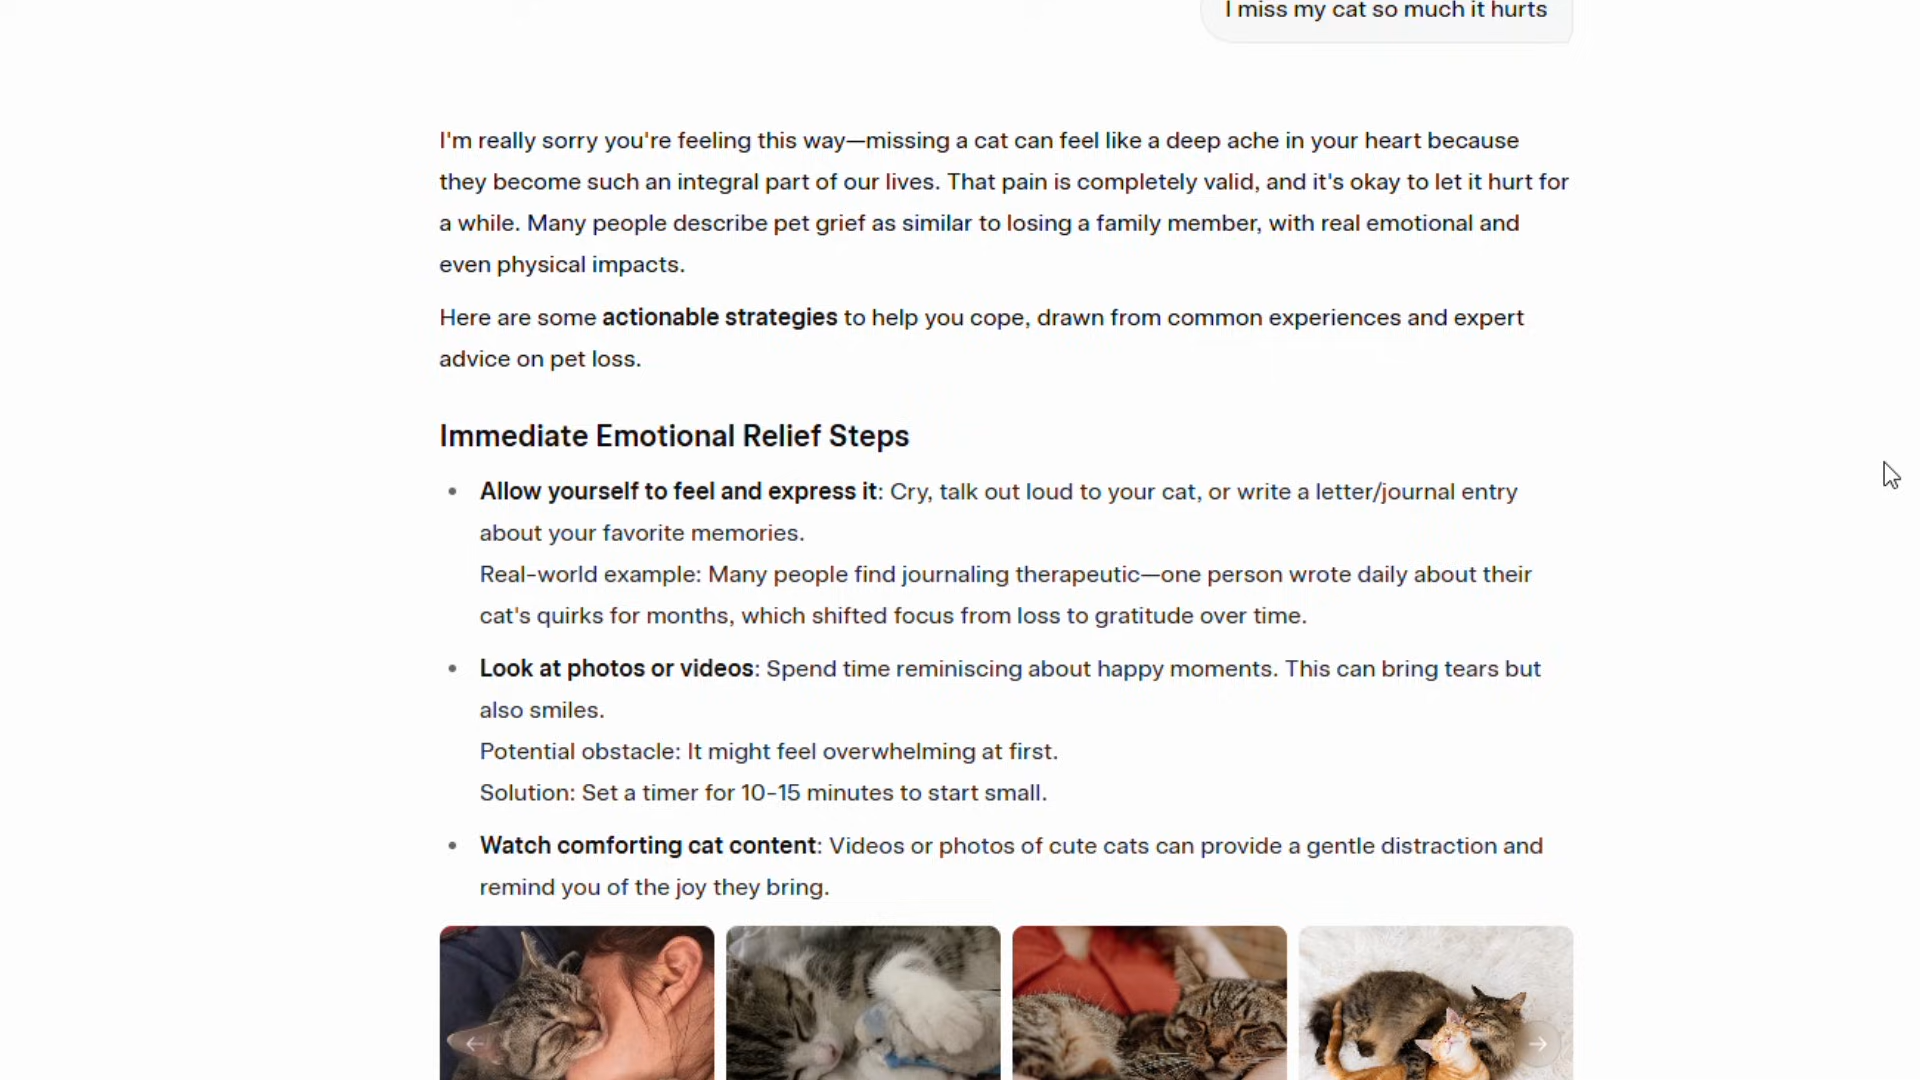 I miss my cat so much it hurts
I'm really sorry you're feeling this way—missing a cat can feel like a deep ache in your heart because
they become such an integral part of our lives. That pain is completely valid, and it's okay to let it hurt for
a while. Many people describe pet grief as similar to losing a family member, with real emotional and
even physical impacts.
Here are some actionable strategies to help you cope, drawn from common experiences and expert
advice on pet loss.
Immediate Emotional Relief Steps
• Allow yourself to feel and express it: Cry, talk out loud to your cat, or write a letter/journal entry
about your favorite memories.
Real-world example: Many people find journaling therapeutic—one person wrote daily about their
cat's quirks for months, which shifted focus from loss to gratitude over time.
• Look at photos or videos: Spend time reminiscing about happy moments. This can bring tears but
also smiles.
Potential obstacle: It might feel overwhelming at first.
Solution: Set a timer for 10-15 minutes to start small.
• Watch comforting cat content: Videos or photos of cute cats can provide a gentle distraction and
remind you of the joy they bring.